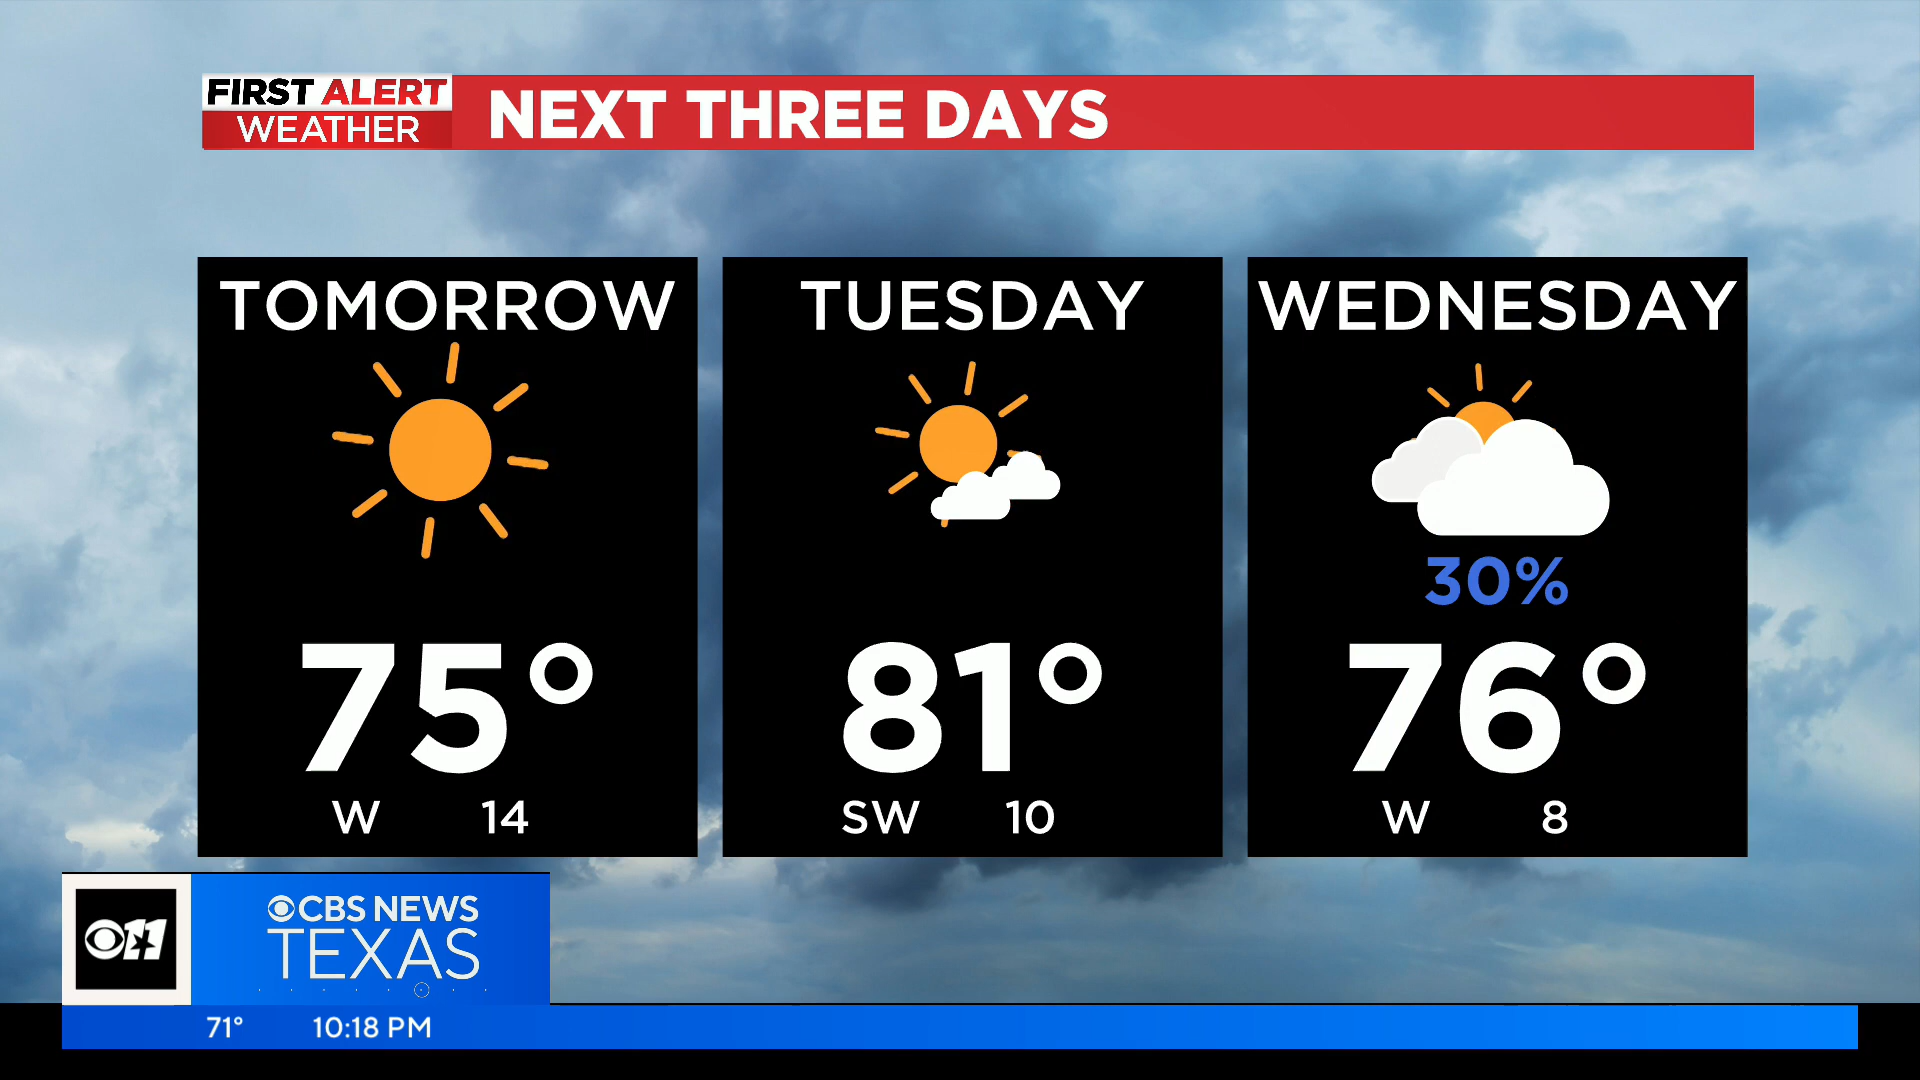 FIRST ALERT
WEATHER
NEXT THREE DAYS
TOMORROW
75°
W 14
TUESDAY
81°
SW 10
WEDNESDAY
30%
76°
W 8
11
CBS NEWS
TEXAS
71° 10:18 PM